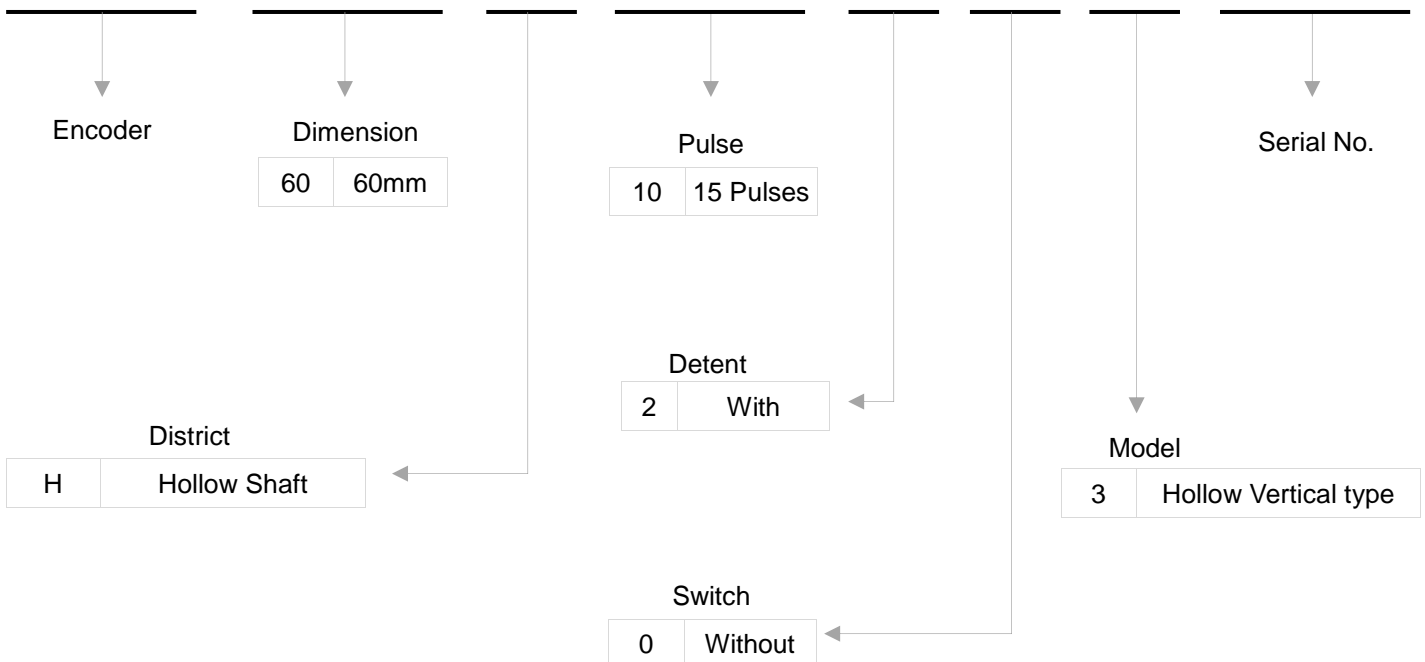 Encoder
Dimension
60 60mm
Pulse
10 15 Pulses
Serial No.
Detent
2 With
District
H Hollow Shaft
Model
3 Hollow Vertical type
Switch
0 Without